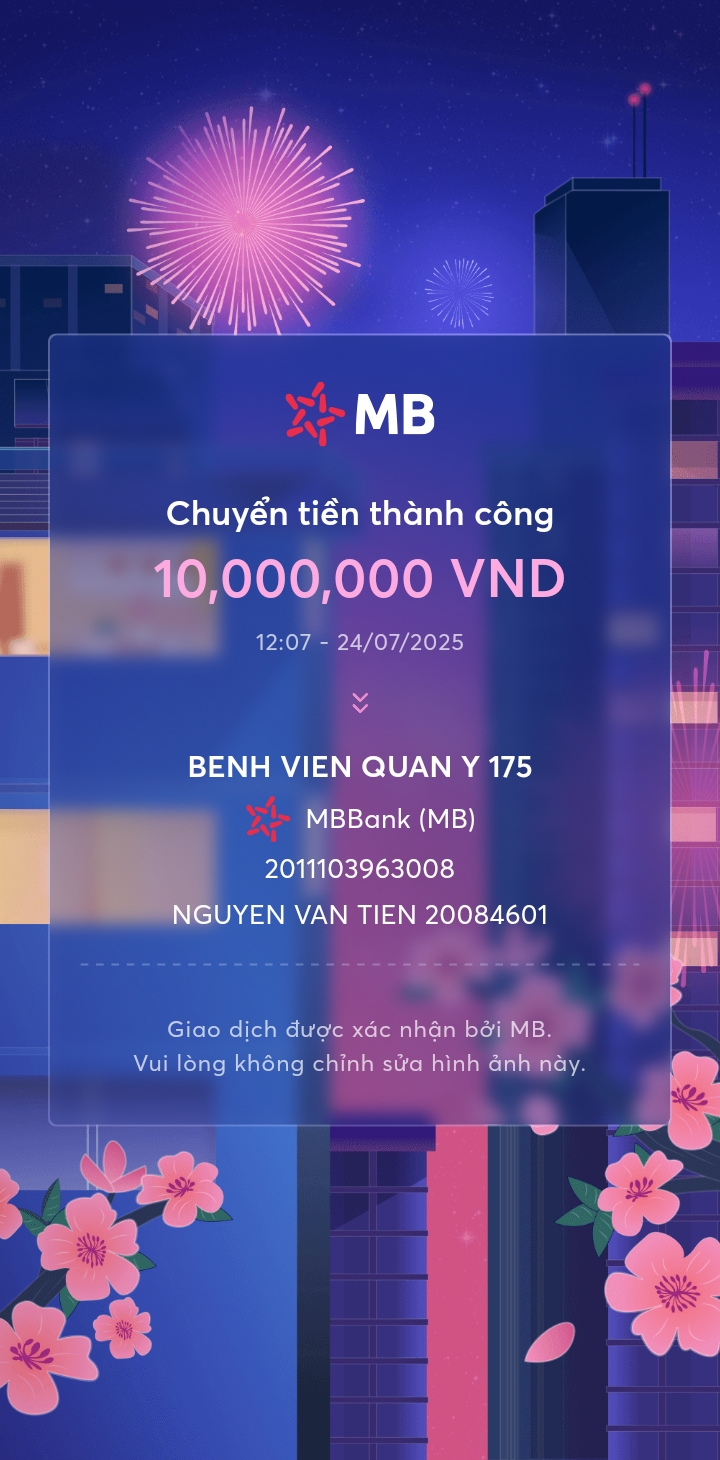 MB
Chuyển tiền thành công
10,000,000 VND
12:07 - 24/07/2025
BENH VIEN QUAN Y 175
MBBank (MB)
2011103963008
NGUYEN VAN TIEN 20084601
Giao dịch được xác nhận bởi MB.
Vui lòng không chỉnh sửa hình ảnh này.